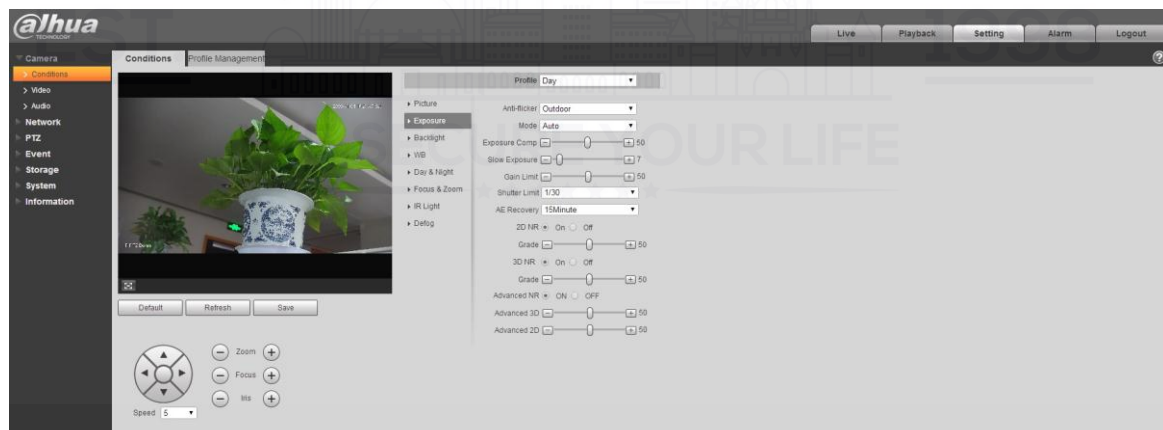 alhua
TECHNOLOGY
Live
Playback
Setting
Alarm
Logout
Camera
Conditions
Video
Audio
Network
PTZ
Event
Storage
System
Information
Conditions
Profile Management
Default
Refresh
Save
Zoom
Focus
Iris
Speed 5
Picture
Exposure
Backlight
WB
Day & Night
Focus & Zoom
IR Light
Defog
Profile Day
Anti-flicker Outdoor
Mode Auto
Exposure Comp 50
Slow Exposure 7
Gain Limit 50
Shutter Limit 1/30
AE Recovery 15Minute
2D NR On Off
Grade 50
3D NR On Off
Grade 50
Advanced NR ON OFF
Advanced 3D 50
Advanced 2D 50
SECURE YOUR LIFE